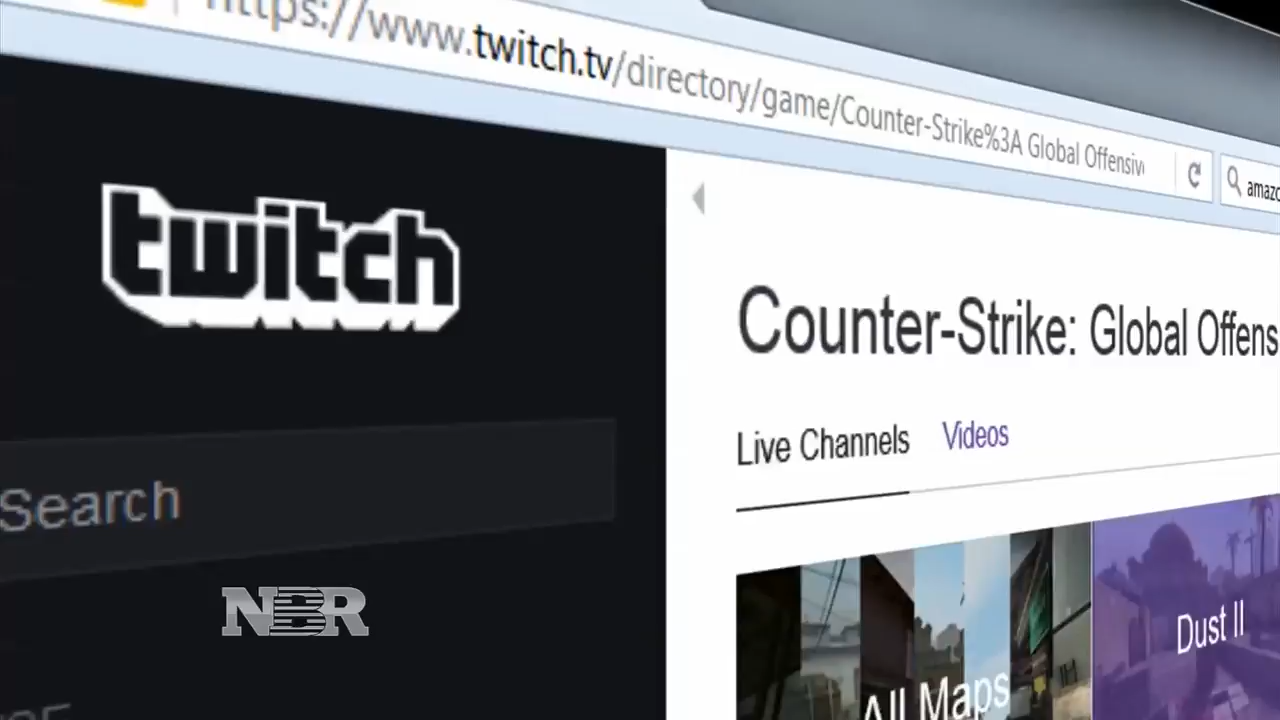 https://www.twitch.tv/directory/game/Counter-Strike%3A Global Offensiv
amazo
twitch
Counter-Strike: Global Offens
Live Channels
Videos
Search
Dust II
All Maps
NBR